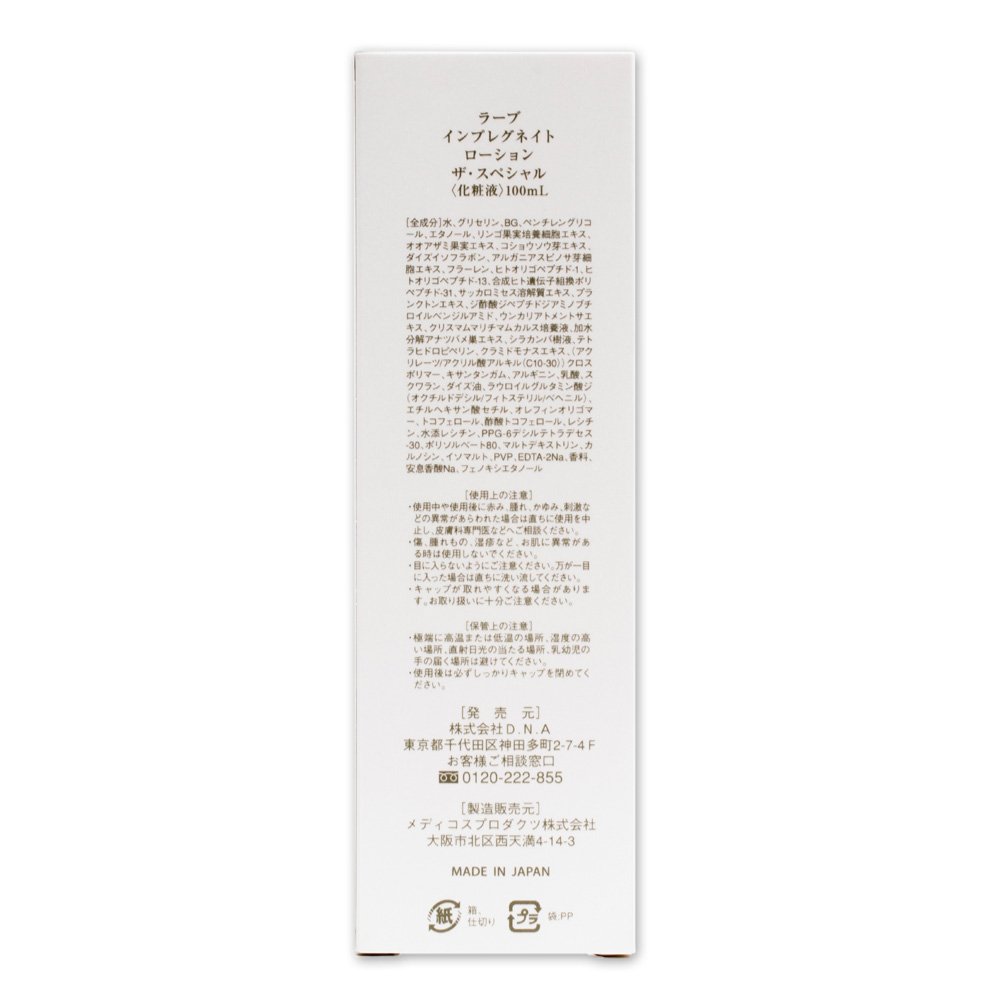 ラーブ
インプレグネイト
ローション
ザ・スペシャル
〈化粧液〉100mL
[全成分]水、グリセリン、BG、ペンチレングリコ
ール、エタノール、リンゴ果実培養細胞エキス、
オオアザミ果実エキス、コショウソウ芽エキス、
ダイズイソフラボン、アルガニアスピノサ芽細
胞エキス、フラーレン、ヒトオリゴペプチド-1、ヒ
トオリゴペプチド-13、合成ヒト遺伝子組換ポリ
ペプチド-31、サッカロミセス溶解質エキス、プラ
ンクトンエキス、ジ酢酸ジペプチドジアミノブチ
ロイルベンジルアミド、ウンカリアトメントサエ
キス、クリスマムマリチマムカルス培養液、加水
分解アナツバメ巣エキス、シラカンバ樹液、テト
ラヒドロピペリン、クラミドモナスエキス、(アク
リレーツ/アクリル酸アルキル(C10-30))クロス
ポリマー、キサンタンガム、アルギニン、乳酸、ス
クワラン、ダイズ油、ラウロイルグルタミン酸ジ
(オクチルドデシル/フィトステリル/ベヘニル)、
エチルヘキサン酸セチル、オレフィンオリゴマ
ー、トコフェロール、酢酸トコフェロール、レシチ
ン、水添レシチン、PPG-6デシルテトラデセス
-30、ポリソルベート80、マルトデキストリン、カ
ルノシン、イソマルト、PVP、EDTA-2Na、香料、
安息香酸Na、フェノキシエタノール
[使用上の注意]
・使用中や使用後に赤み、腫れ、かゆみ、刺激な
どの異常があらわれた場合は直ちに使用を中
止し、皮膚科専門医などへご相談ください。
・傷、腫れもの、湿疹など、お肌に異常があ
る時は使用しないでください。
・目に入らないようにご注意ください。万が一目
に入った場合は直ちに洗い流してください。
・キャップが取れやすくなる場合がありま
す。お取り扱いに十分ご注意ください。
[保管上の注意]
・極端に高温または低温の場所、湿度の高
い場所、直射日光の当たる場所、乳幼児の
手の届く場所は避けてください。
・使用後は必ずしっかりキャップを閉めてく
ださい。
[発 売 元]
株式会社D.N.A
東京都千代田区神田多町2-7-4F
お客様ご相談窓口
0120-222-855
[製造販売元]
メディコスプロダクツ株式会社
大阪市北区西天満4-14-3
MADE IN JAPAN
紙 箱、
仕切り
プラ 袋:PP